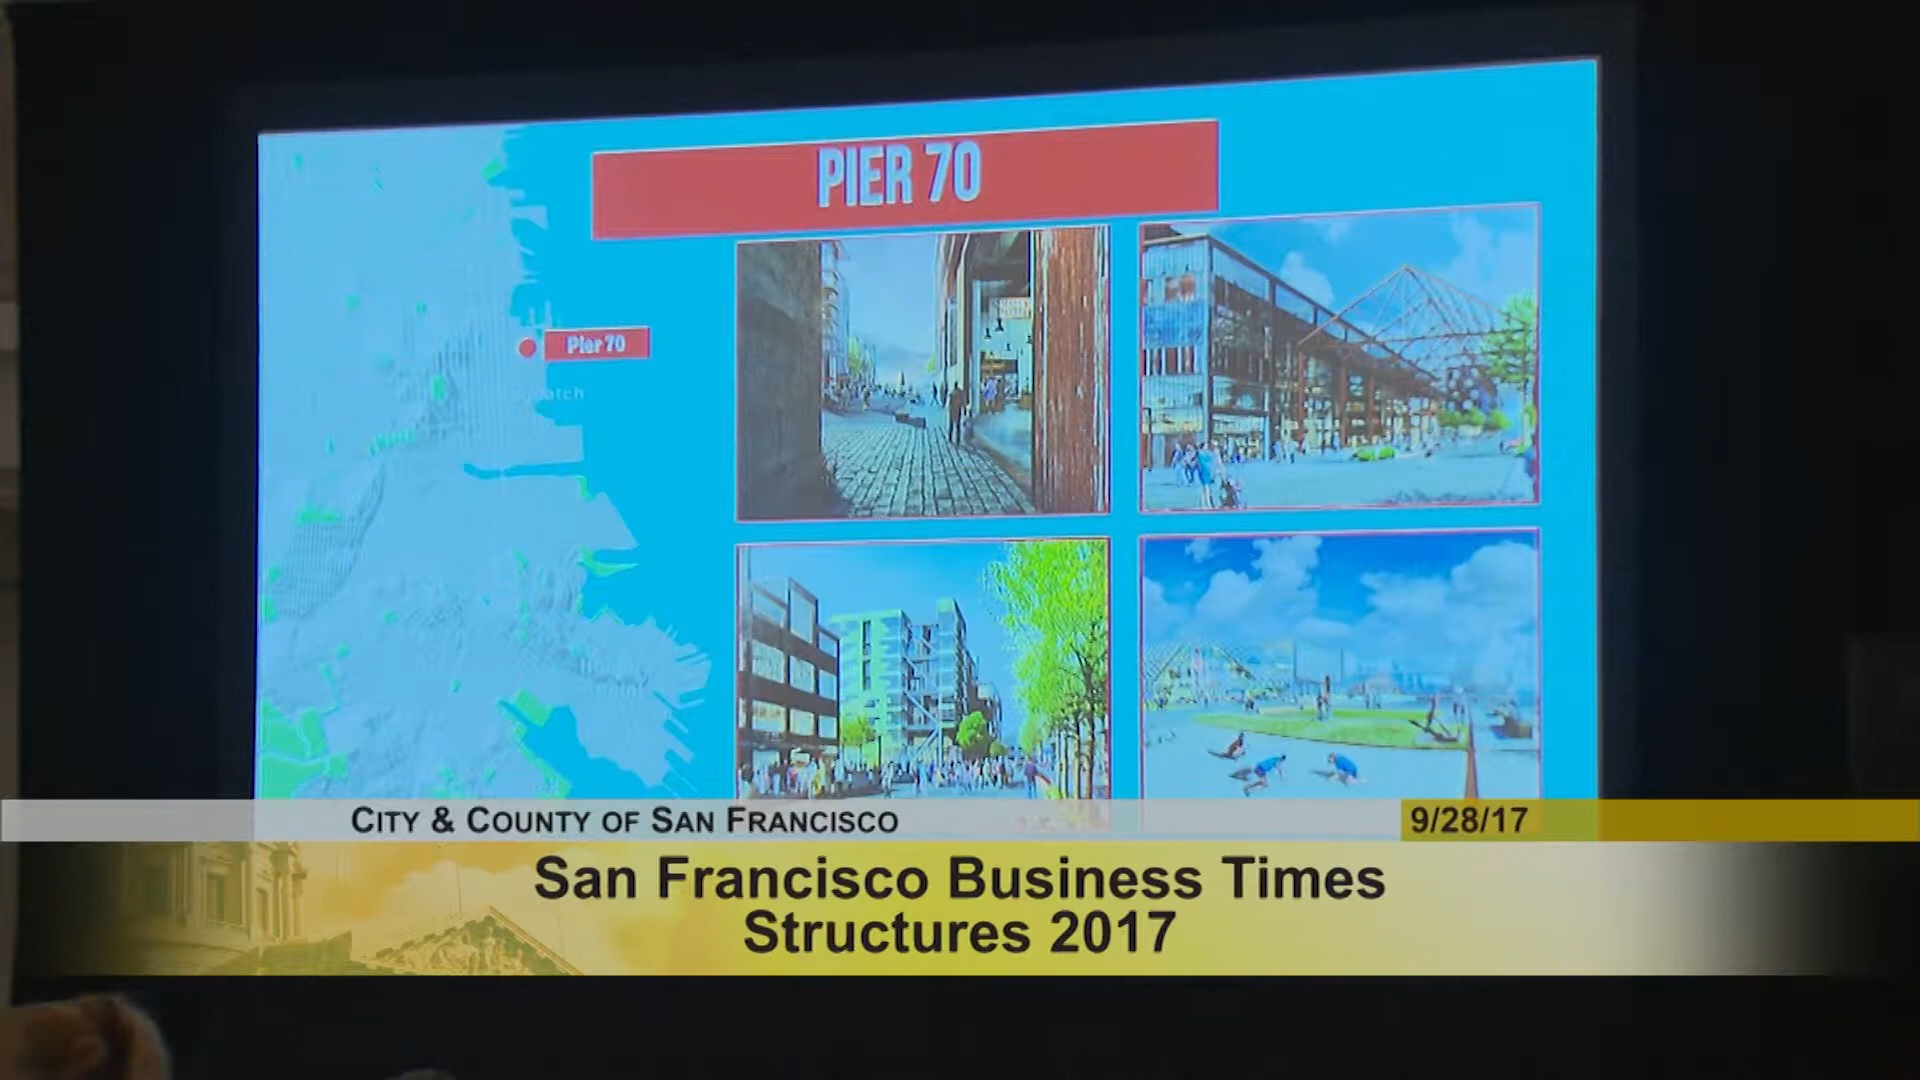 PIER 70
Pier 70
CITY & COUNTY OF SAN FRANCISCO
9/28/17
San Francisco Business Times
Structures 2017